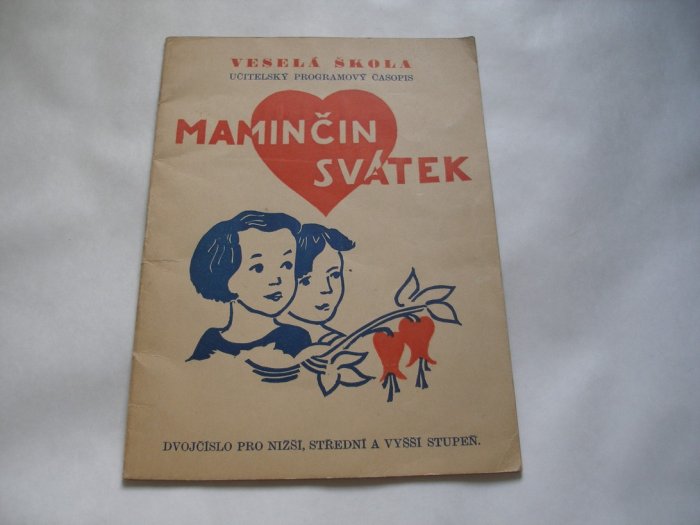 VESELÁ ŠKOLA
UČITELSKÝ PROGRAMOVÝ ČASOPIS
MAMINČIN
SVÁTEK
DVOJČÍSLO PRO NIŽŠÍ, STŘEDNÍ A VYŠŠÍ STUPEŇ.